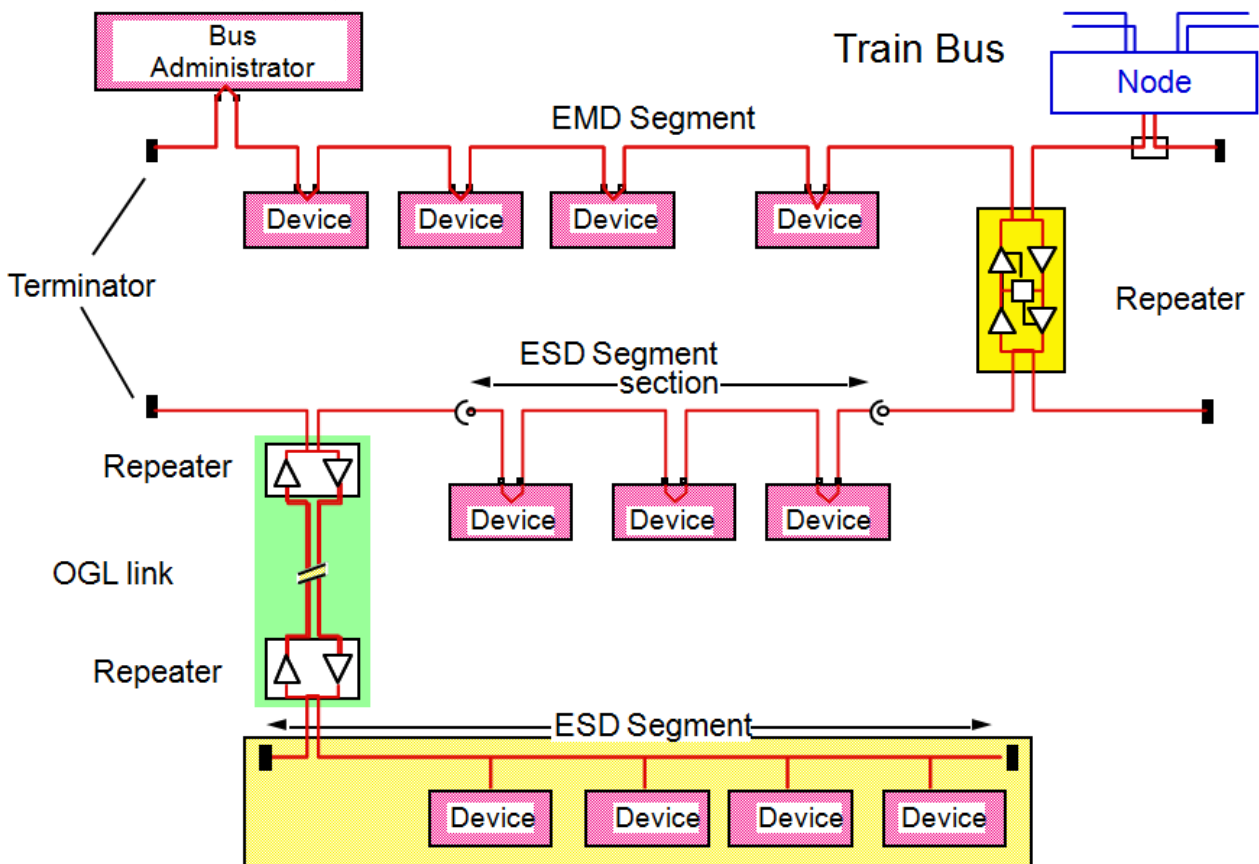 Bus
Administrator
Train Bus
Node
EMD Segment
Device
Device
Device
Device
Terminator
Repeater
ESD Segment
section
Repeater
Device
Device
Device
OGL link
Repeater
ESD Segment
Device
Device
Device
Device